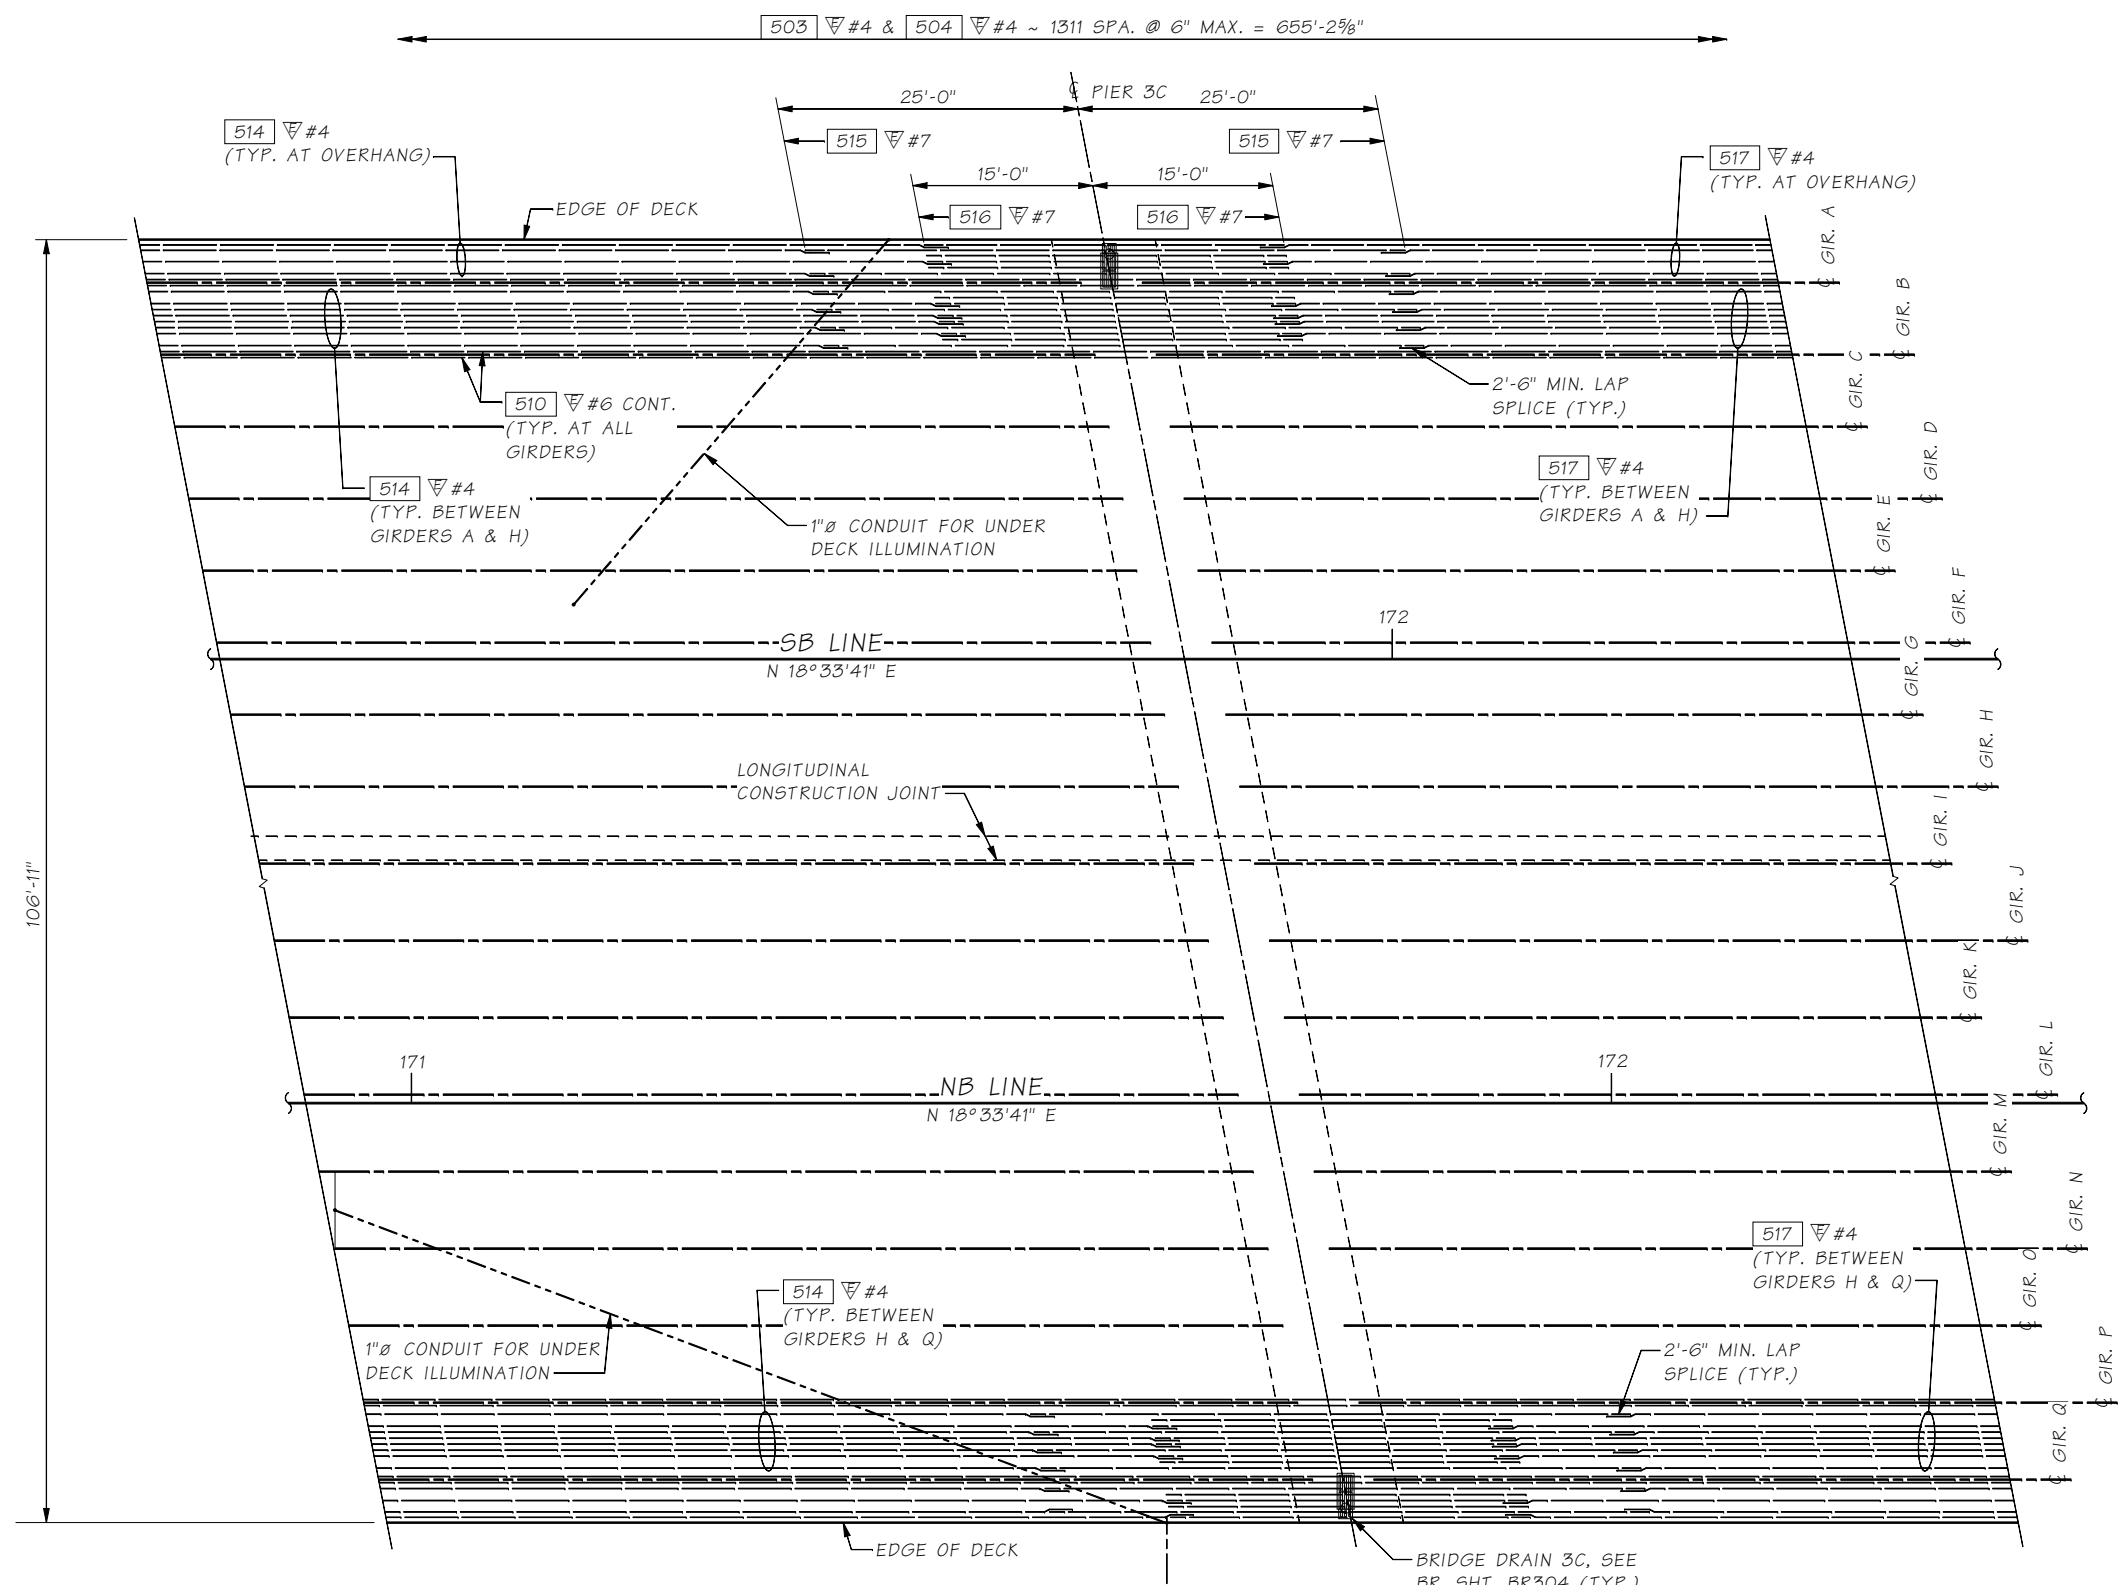 503 E #4 & 504 E #4 ~ 1311 SPA. @ 6" MAX. = 655'-2⅝"
℄ PIER 3C
25'-0"
25'-0"
514 E #4
(TYP. AT OVERHANG)
515 E #7
515 E #7
517 E #4
(TYP. AT OVERHANG)
15'-0"
15'-0"
EDGE OF DECK
516 E #7
516 E #7
℄ GIR. A
℄ GIR. B
℄ GIR. C
℄ GIR. D
℄ GIR. E
℄ GIR. F
℄ GIR. G
℄ GIR. H
℄ GIR. I
℄ GIR. J
℄ GIR. K
℄ GIR. L
℄ GIR. M
℄ GIR. N
℄ GIR. O
℄ GIR. P
℄ GIR. Q
2'-6" MIN. LAP
SPLICE (TYP.)
510 E #6 CONT.
(TYP. AT ALL
GIRDERS)
514 E #4
(TYP. BETWEEN
GIRDERS A & H)
517 E #4
(TYP. BETWEEN
GIRDERS A & H)
1"ø CONDUIT FOR UNDER
DECK ILLUMINATION
172
SB LINE
N 18°33'41" E
LONGITUDINAL
CONSTRUCTION JOINT
106'-11"
171
172
NB LINE
N 18°33'41" E
517 E #4
(TYP. BETWEEN
GIRDERS H & Q)
514 E #4
(TYP. BETWEEN
GIRDERS H & Q)
1"ø CONDUIT FOR UNDER
DECK ILLUMINATION
2'-6" MIN. LAP
SPLICE (TYP.)
EDGE OF DECK
BRIDGE DRAIN 3C, SEE
BR. SHT. BR304 (TYP.)